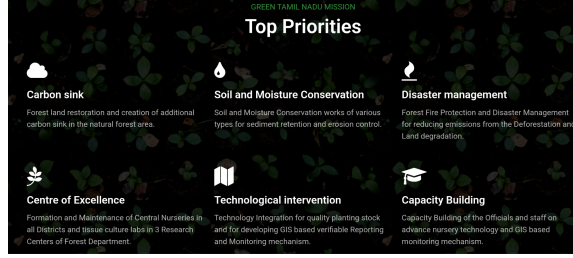 GREEN TAMIL NADU MISSION
Top Priorities
Carbon sink
Forest land restoration and creation of additional
carbon sink in the natural forest area.
Soil and Moisture Conservation
Soil and Moisture Conservation works of various
types for sediment retention and erosion control.
Disaster management
Forest Fire Protection and Disaster Management
for reducing emissions from the Deforestation and
Land degradation.
Centre of Excellence
Formation and Maintenance of Central Nurseries in
all Districts and tissue culture labs in 3 Research
Centers of Forest Department.
Technological intervention
Technology Integration for quality planting stock
and for developing GIS based verifiable Reporting
and Monitoring mechanism.
Capacity Building
Capacity Building of the Officials and staff on
advance nursery technology and GIS based
monitoring mechanism.